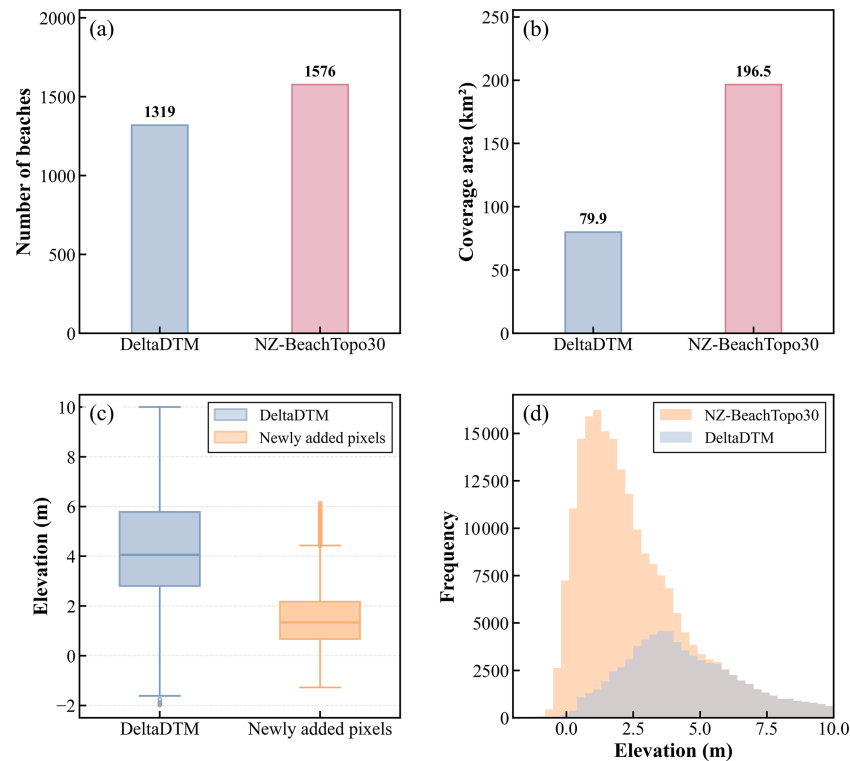 (a)
Number of beaches
2000
1500
1000
500
0
1319
1576
DeltaDTM
NZ-BeachTopo30
(b)
Coverage area (km²)
250
200
150
100
50
0
79.9
196.5
DeltaDTM
NZ-BeachTopo30
(c)
Elevation (m)
10
8
6
4
2
0
−2
DeltaDTM
Newly added pixels
DeltaDTM
Newly added pixels
(d)
Frequency
15000
12500
10000
7500
5000
2500
0
NZ-BeachTopo30
DeltaDTM
0.0
2.5
5.0
7.5
10.0
Elevation (m)